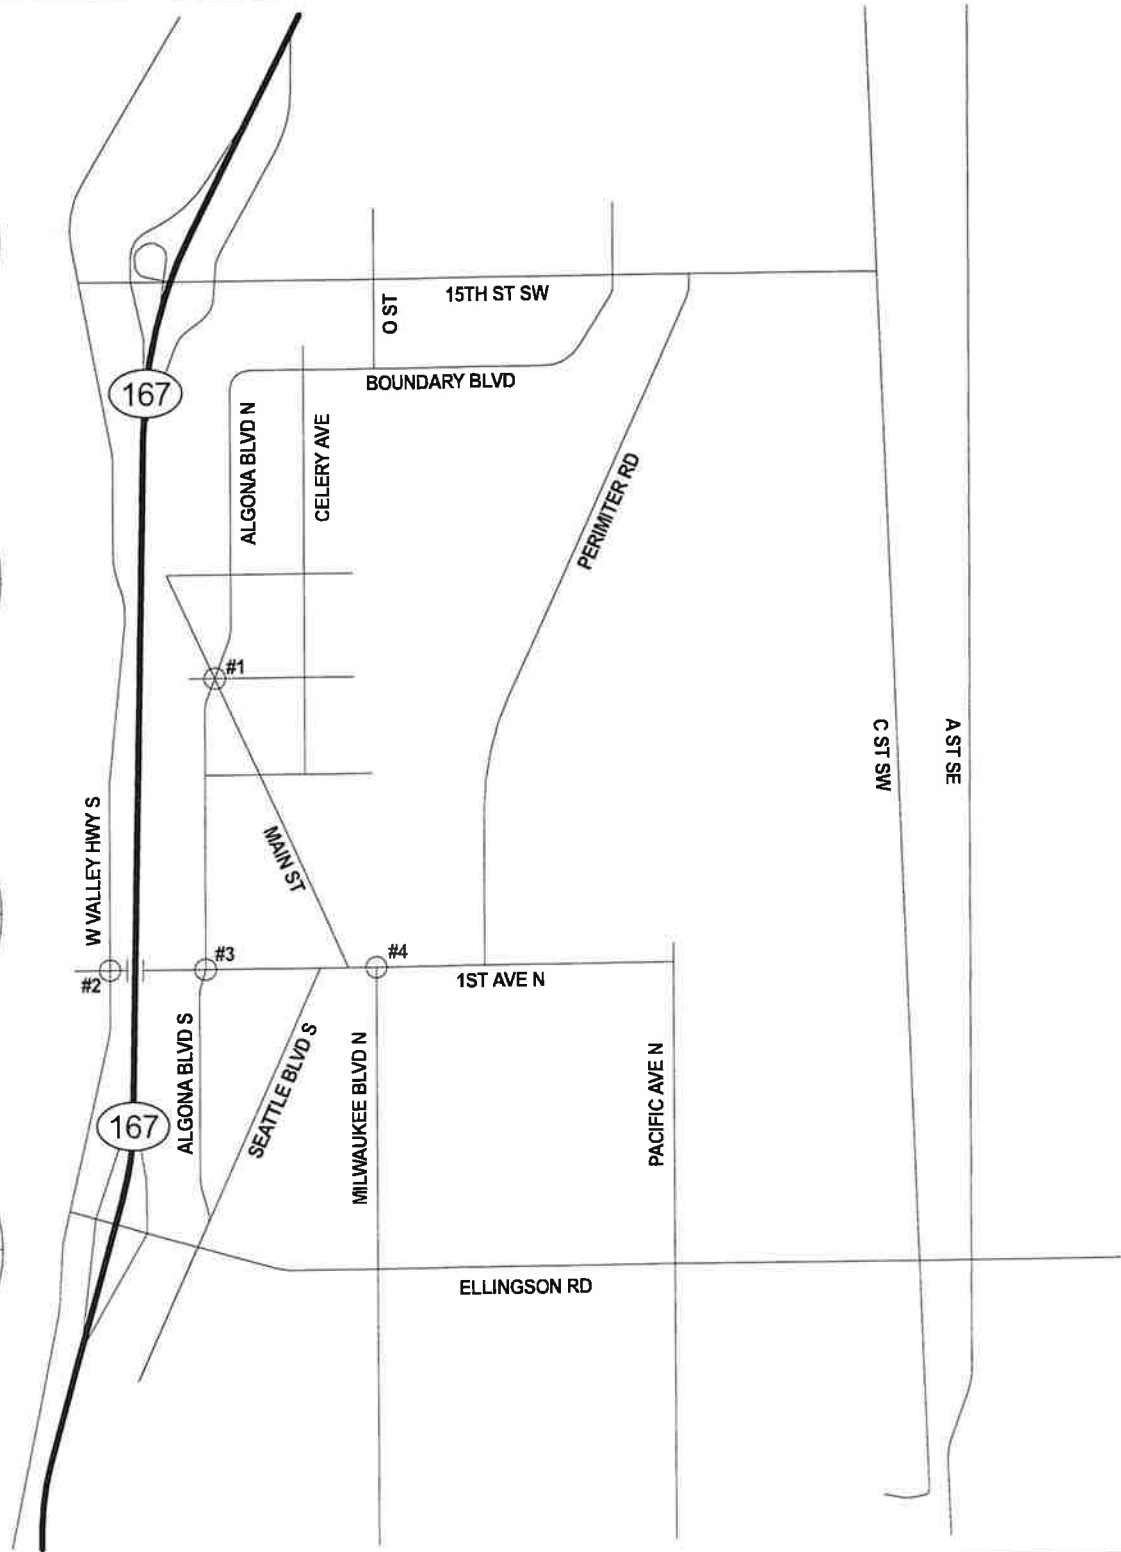 15TH ST SW
O ST
BOUNDARY BLVD
167
ALGONA BLVD N
CELERY AVE
PERIMITER RD
#1
C ST SW
A ST SE
W VALLEY HWY S
MAIN ST
#3
#4
#2
1ST AVE N
ALGONA BLVD S
SEATTLE BLVD S
MILWAUKEE BLVD N
PACIFIC AVE N
167
ELLINGSON RD